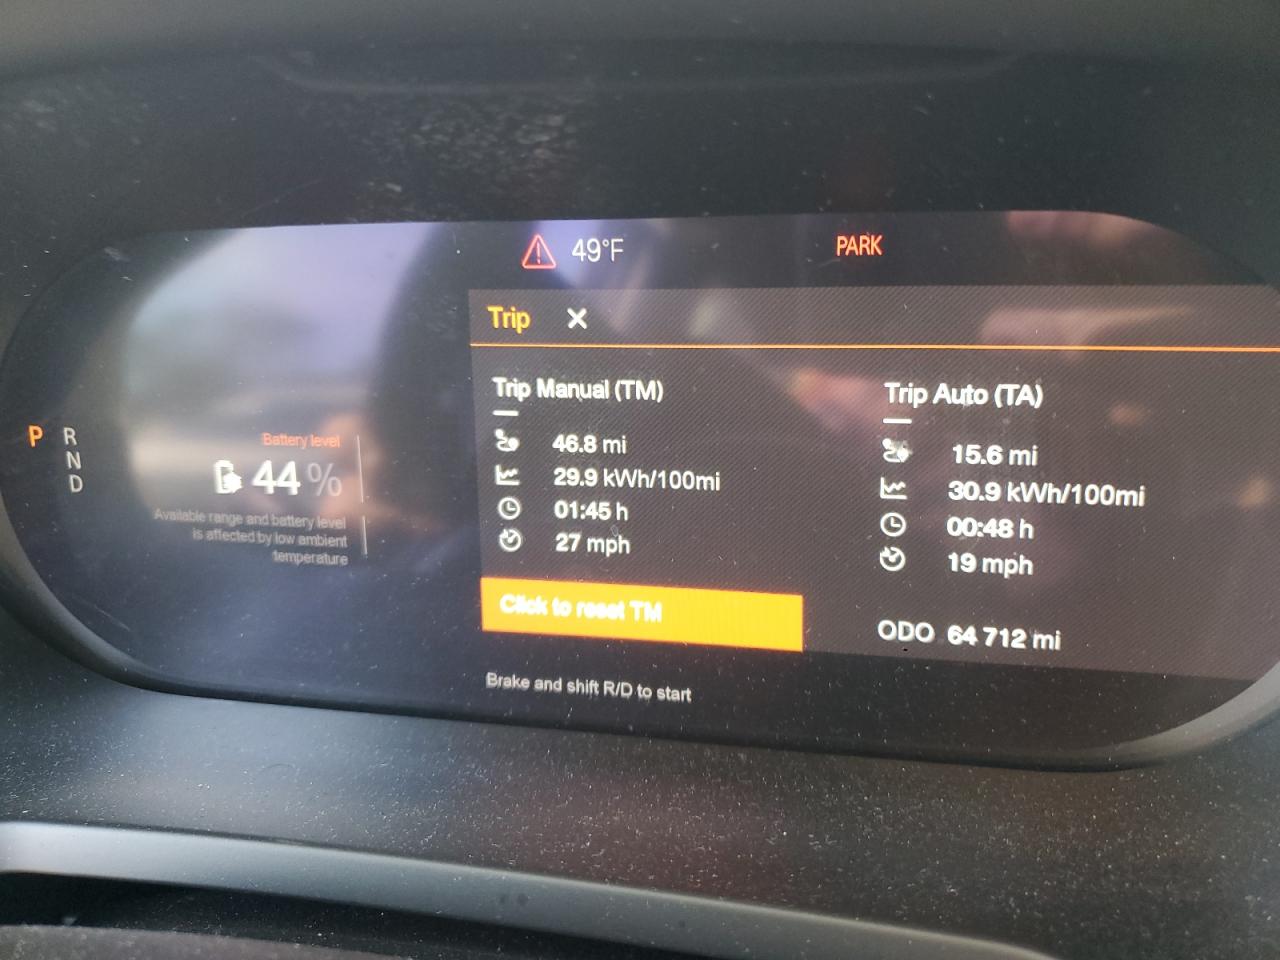 49°F PARK
Trip X
P R
N
D
Battery level
44 %
Available range and battery level
is affected by low ambient
temperature
Trip Manual (TM)
46.8 mi
29.9 kWh/100mi
01:45 h
27 mph
Click to reset TM
Trip Auto (TA)
15.6 mi
30.9 kWh/100mi
00:48 h
19 mph
ODO 64 712 mi
Brake and shift R/D to start